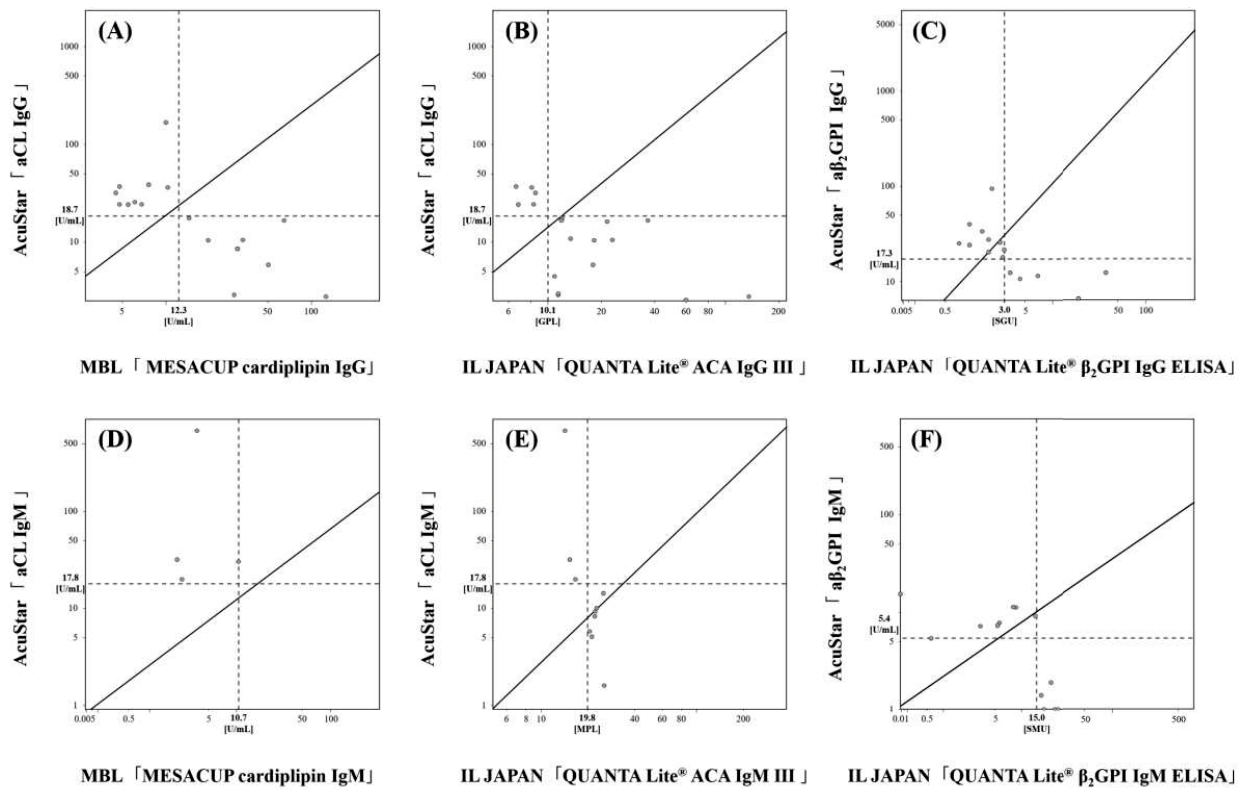 (A)
AcuStar「 aCL IgG」
1000
500
100
50
18.7
[U/mL]
10
5
5
12.3
50
100
[U/mL]
MBL「 MESACUP cardiplipin IgG」
(B)
AcuStar「 aCL IgG」
1000
500
100
50
18.7
[U/mL]
10
5
6
8
10.1
20
40
60
80
200
[GPL]
IL JAPAN「QUANTA Lite® ACA IgG III 」
(C)
AcuStar「 aβ₂GPI IgG 」
5000
1000
500
100
50
17.3
[U/mL]
10
0.005
0.5
3.0
5
50
100
[SGU]
IL JAPAN「QUANTA Lite® β₂GPI IgG ELISA」
(D)
AcuStar「 aCL IgM」
500
100
50
17.8
[U/mL]
10
5
1
0.005
0.5
5
10.7
50
100
[U/mL]
MBL「MESACUP cardiplipin IgM」
(E)
AcuStar「 aCL IgM」
500
100
50
17.8
[U/mL]
10
5
1
6
8
10
19.8
40
60
80
200
[MPL]
IL JAPAN「QUANTA Lite® ACA IgM III 」
(F)
AcuStar「 aβ₂GPI IgM 」
500
100
50
5.4
[U/mL]
5
1
0.01
0.5
5
15.0
50
500
[SMU]
IL JAPAN「QUANTA Lite® β₂GPI IgM ELISA」